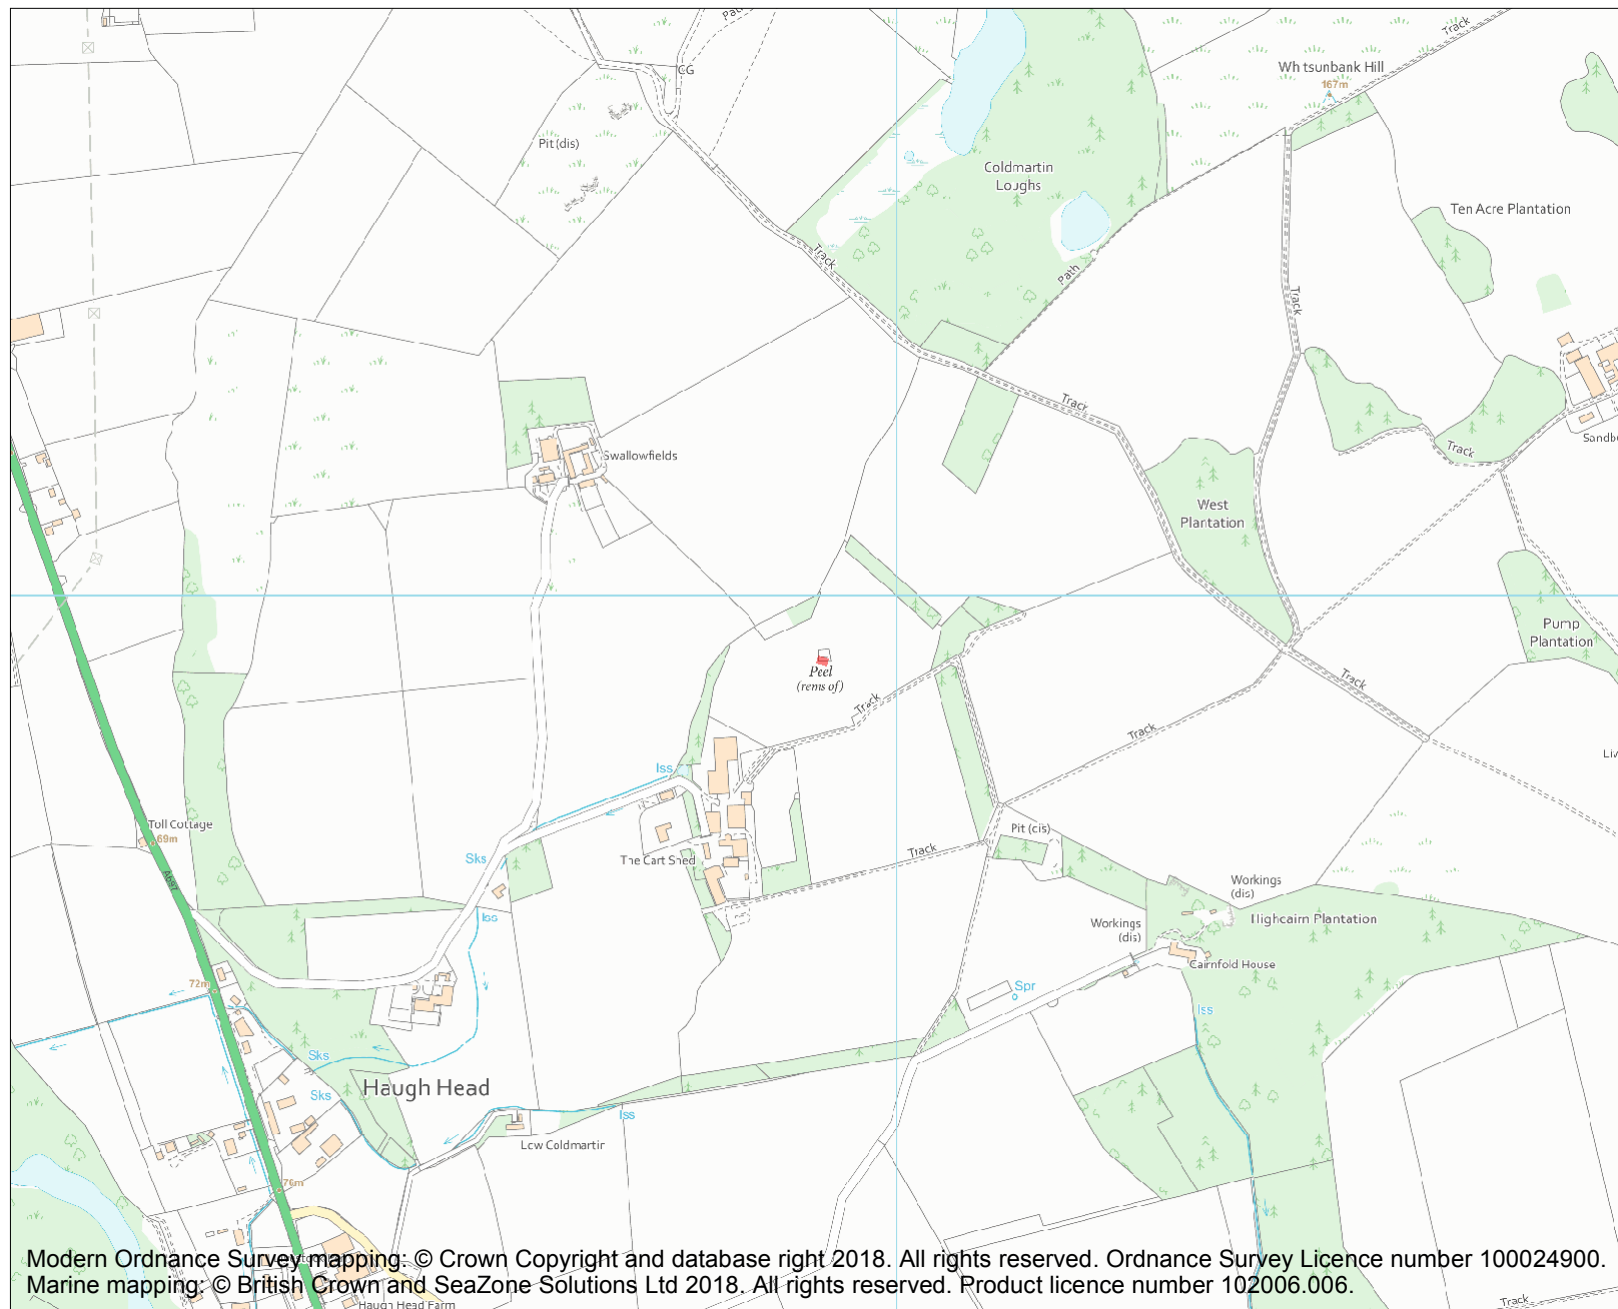 Path
Track
Whitsunbank Hill
167m
CG
Pit (dis)
Coldmartin
Loughs
Ten Acre Plantation
Track
Path
Track
Track
Swallowfields
Track
West
Plantation
Pump
Plantation
Peel
(rems of)
Track
Track
Track
Iss
Toll Cottage
69m
Pit (dis)
Sks
The Cart Shed
Track
A697
Workings
(dis)
Iss
Highcairn Plantation
Workings
(dis)
Cairnfold House
72m
Spr
Iss
Sks
Haugh Head
Sks
Iss
Low Coldmartin
76m
Modern Ordnance Survey mapping: © Crown Copyright and database right 2018. All rights reserved. Ordnance Survey Licence number 100024900.
Marine mapping: © British Crown and SeaZone Solutions Ltd 2018. All rights reserved. Product licence number 102006.006.
Haugh Head Farm
Track